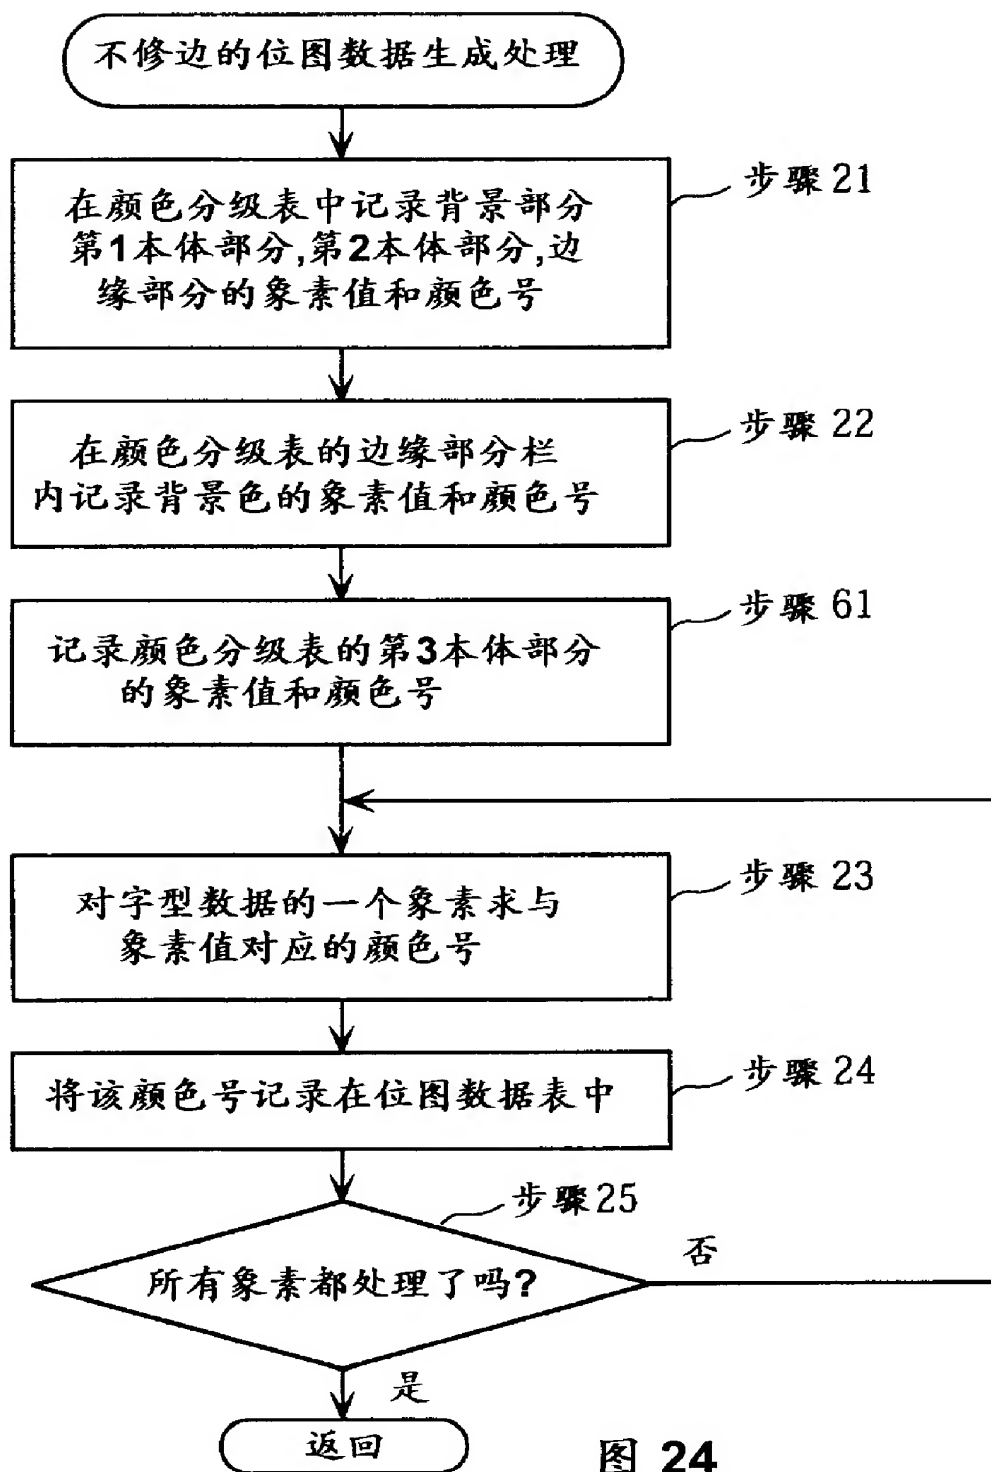 不修边的位图数据生成处理
步骤21
在颜色分级表中记录背景部分
第1本体部分,第2本体部分,边
缘部分的象素值和颜色号
步骤22
在颜色分级表的边缘部分栏
内记录背景色的象素值和颜色号
步骤61
记录颜色分级表的第3本体部分
的象素值和颜色号
步骤23
对字型数据的一个象素求与
象素值对应的颜色号
步骤24
将该颜色号记录在位图数据表中
步骤25
所有象素都处理了吗?
否
是
返回
图 24